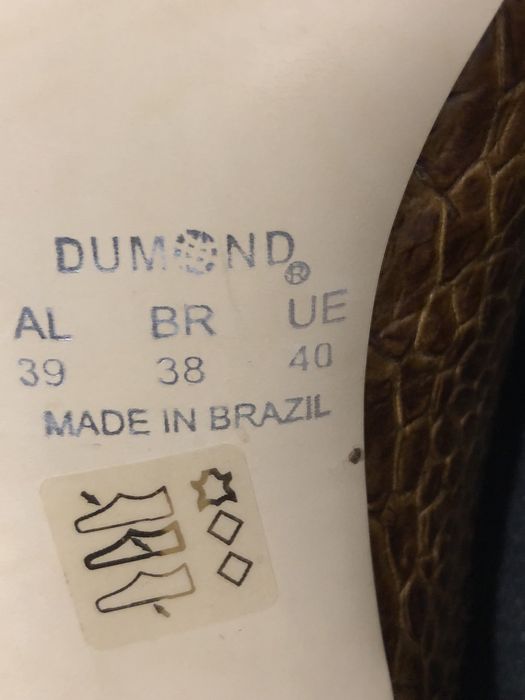 DUMOND®
AL BR UE
39 38 40
MADE IN BRAZIL